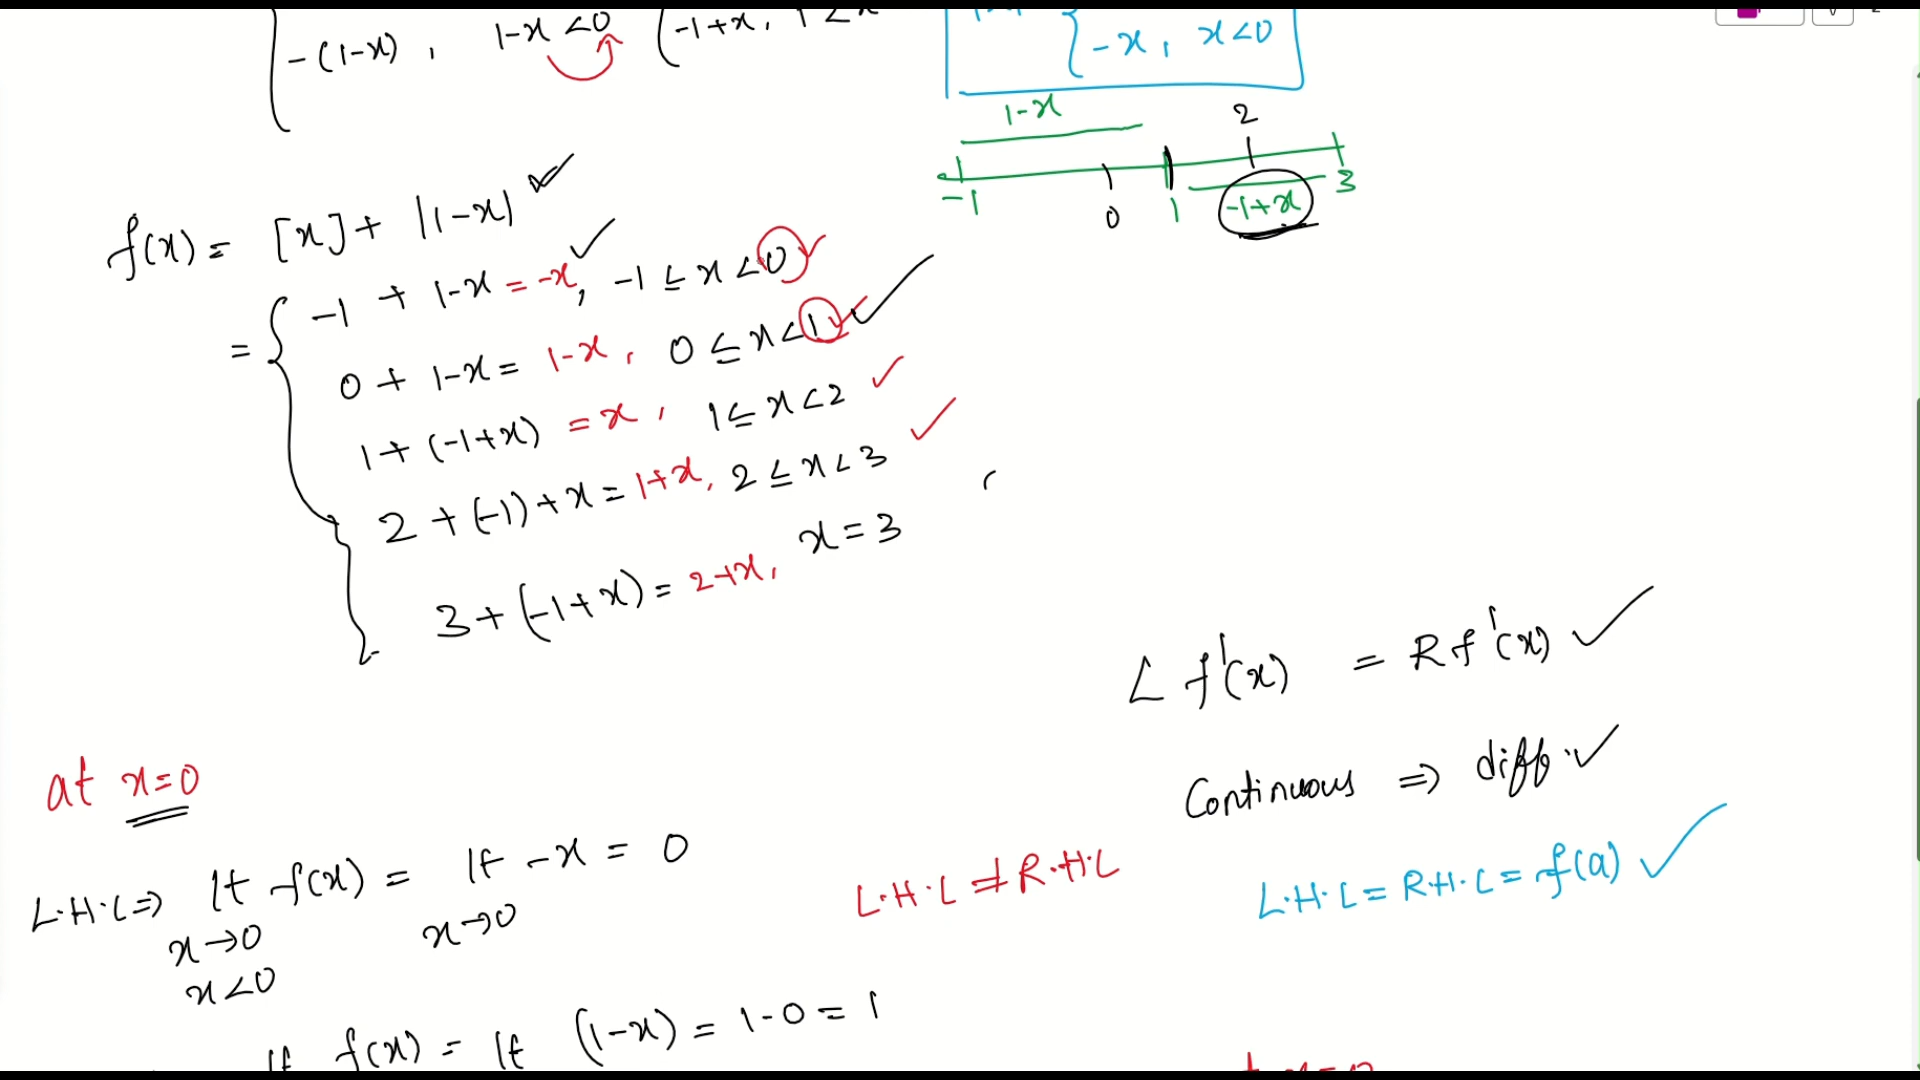 -(1-x) , 1-x <0 -1+x,
-x, x<0
1-x
2
-1 0 1 -1+x 3
f(x) = [x] + |1-x|
= -1 + 1-x = -x, -1 ≤ x <0
0 + 1-x = 1-x, 0 ≤ x <1
1+(-1+x) = x, 1 ≤ x <2
2 + (-1) + x = 1+x, 2 ≤ x < 3
3+(-1+x) = 2+x, x = 3
L f'(x) = R f'(x)
at x=0
Continuous ⇒ diff.
L.H.L ⇒ lt f(x) = lt -x = 0
x→0 x→0
x<0
L.H.L ≠ R.H.L
L.H.L = R.H.L = f(a)
lt f(x) = lt (1-x) = 1-0 = 1